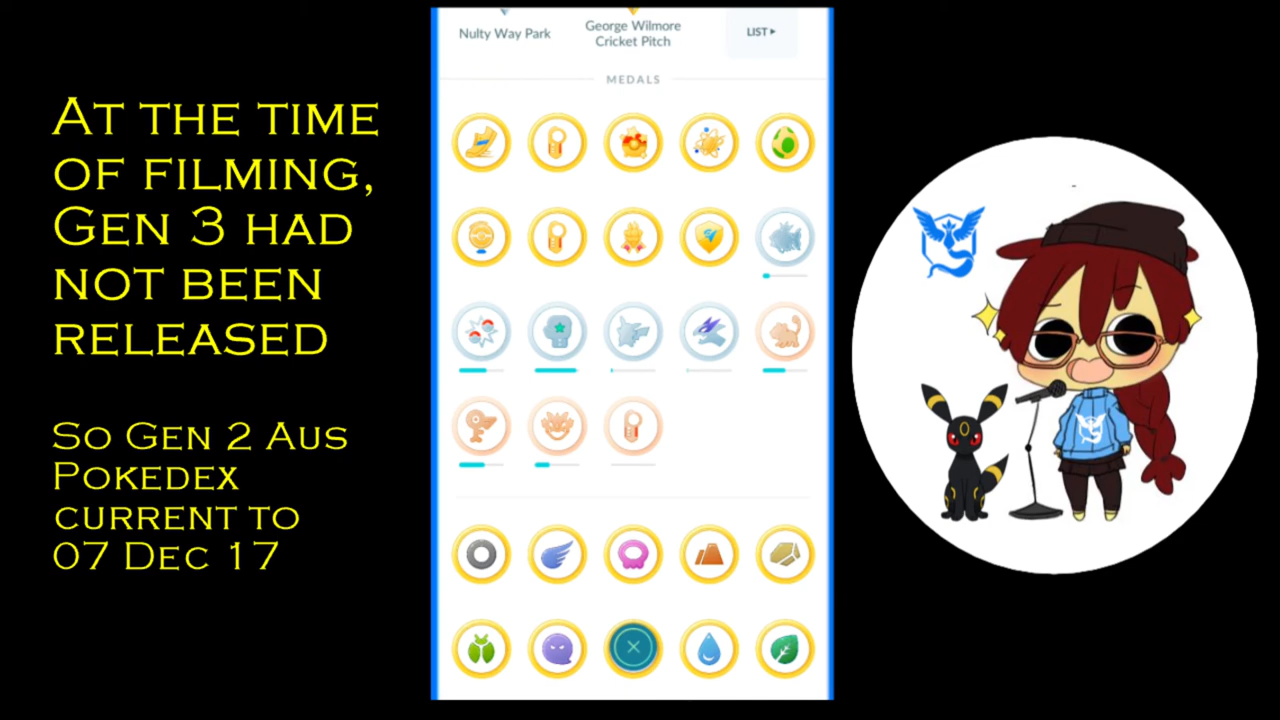 At the time
of filming,
Gen 3 had
not been
released
So Gen 2 Aus
Pokedex
current to
07 Dec 17
Nulty Way Park
George Wilmore
Cricket Pitch
LIST▸
MEDALS